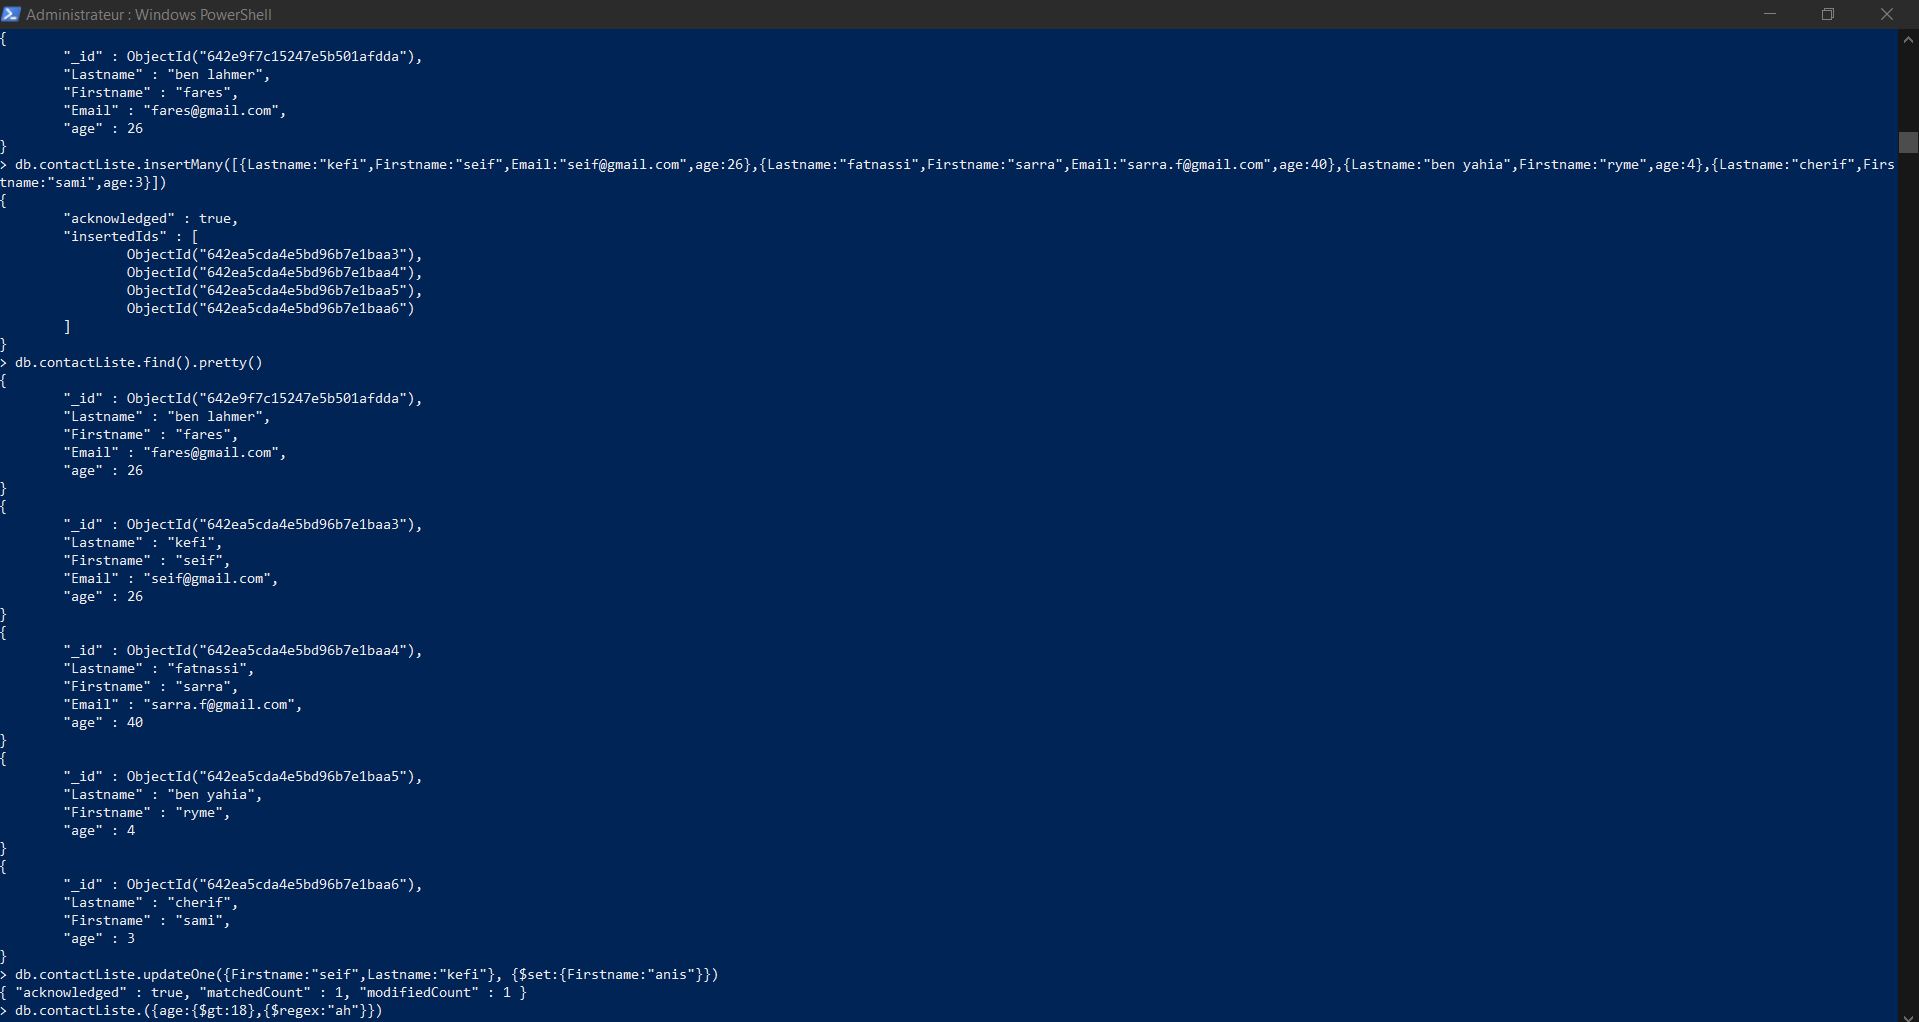 Administrateur : Windows PowerShell
{
"_id" : ObjectId("642e9f7c15247e5b501afdda"),
"Lastname" : "ben lahmer",
"Firstname" : "fares",
"Email" : "fares@gmail.com",
"age" : 26
}
> db.contactListe.insertMany([{Lastname:"kefi",Firstname:"seif",Email:"seif@gmail.com",age:26},{Lastname:"fatnassi",Firstname:"sarra",Email:"sarra.f@gmail.com",age:40},{Lastname:"ben yahia",Firstname:"ryme",age:4},{Lastname:"cherif",Firs
tname:"sami",age:3}])
{
"acknowledged" : true,
"insertedIds" : [
ObjectId("642ea5cda4e5bd96b7e1baa3"),
ObjectId("642ea5cda4e5bd96b7e1baa4"),
ObjectId("642ea5cda4e5bd96b7e1baa5"),
ObjectId("642ea5cda4e5bd96b7e1baa6")
]
}
> db.contactListe.find().pretty()
{
"_id" : ObjectId("642e9f7c15247e5b501afdda"),
"Lastname" : "ben lahmer",
"Firstname" : "fares",
"Email" : "fares@gmail.com",
"age" : 26
}
{
"_id" : ObjectId("642ea5cda4e5bd96b7e1baa3"),
"Lastname" : "kefi",
"Firstname" : "seif",
"Email" : "seif@gmail.com",
"age" : 26
}
{
"_id" : ObjectId("642ea5cda4e5bd96b7e1baa4"),
"Lastname" : "fatnassi",
"Firstname" : "sarra",
"Email" : "sarra.f@gmail.com",
"age" : 40
}
{
"_id" : ObjectId("642ea5cda4e5bd96b7e1baa5"),
"Lastname" : "ben yahia",
"Firstname" : "ryme",
"age" : 4
}
{
"_id" : ObjectId("642ea5cda4e5bd96b7e1baa6"),
"Lastname" : "cherif",
"Firstname" : "sami",
"age" : 3
}
> db.contactListe.updateOne({Firstname:"seif",Lastname:"kefi"}, {$set:{Firstname:"anis"}})
{ "acknowledged" : true, "matchedCount" : 1, "modifiedCount" : 1 }
> db.contactListe.({age:{$gt:18},{$regex:"ah"}})